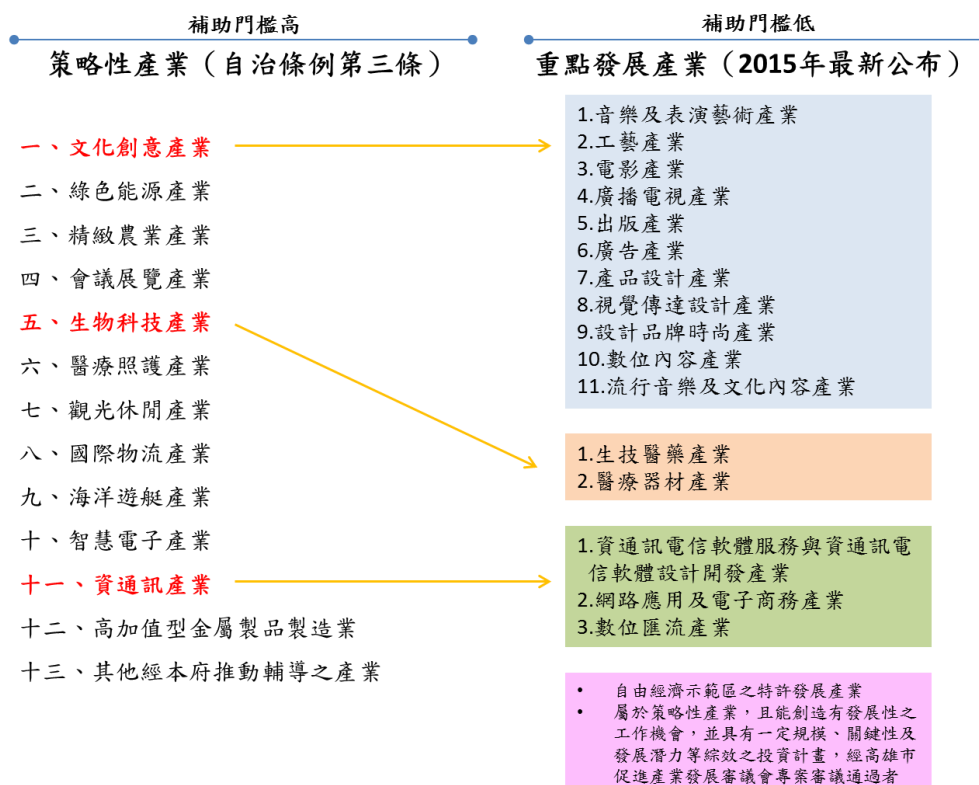 補助門檻高
策略性產業（自治條例第三條）
一、文化創意產業
二、綠色能源產業
三、精緻農業產業
四、會議展覽產業
五、生物科技產業
六、醫療照護產業
七、觀光休閒產業
八、國際物流產業
九、海洋遊艇產業
十、智慧電子產業
十一、資通訊產業
十二、高加值型金屬製品製造業
十三、其他經本府推動輔導之產業
補助門檻低
重點發展產業（2015年最新公布）
1.音樂及表演藝術產業
2.工藝產業
3.電影產業
4.廣播電視產業
5.出版產業
6.廣告產業
7.產品設計產業
8.視覺傳達設計產業
9.設計品牌時尚產業
10.數位內容產業
11.流行音樂及文化內容產業
1.生技醫藥產業
2.醫療器材產業
1.資通訊電信軟體服務與資通訊電
信軟體設計開發產業
2.網路應用及電子商務產業
3.數位匯流產業
• 自由經濟示範區之特許發展產業
• 屬於策略性產業，且能創造有發展性之
工作機會，並具有一定規模、關鍵性及
發展潛力等綜效之投資計畫，經高雄市
促進產業發展審議會專案審議通過者